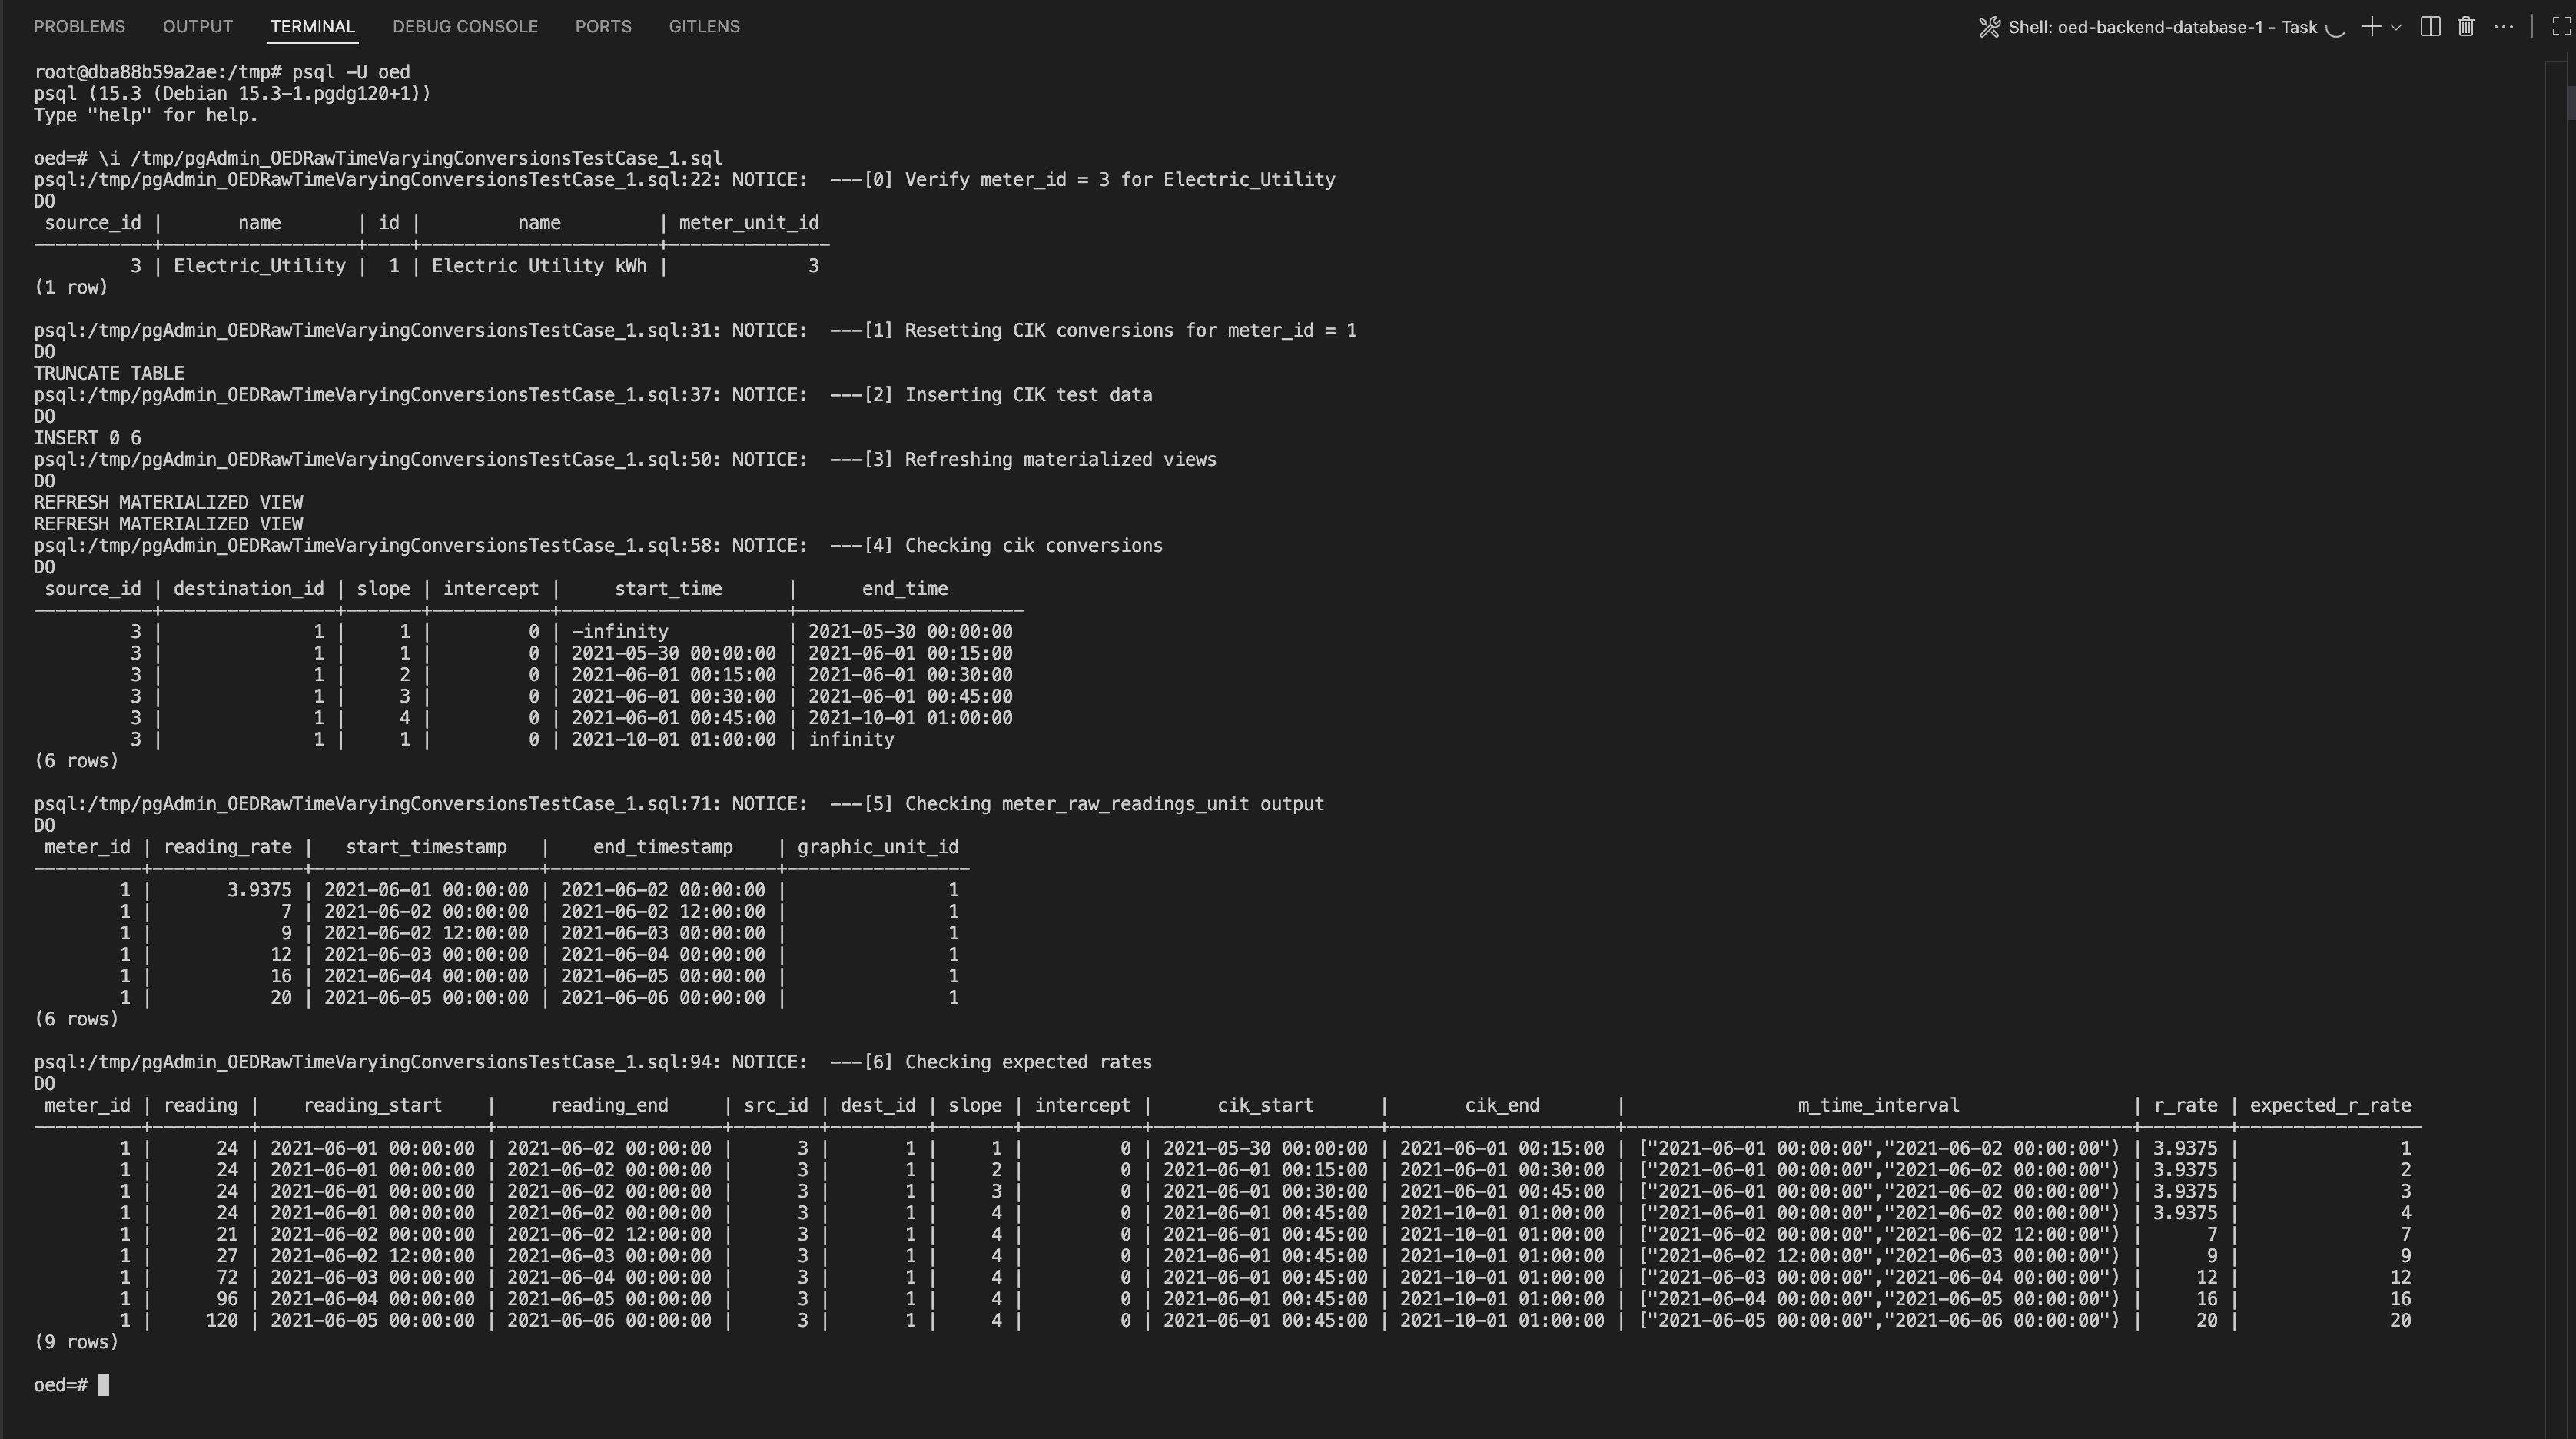 PROBLEMS OUTPUT TERMINAL DEBUG CONSOLE PORTS GITLENS Shell: oed-backend-database-1 - Task
root@dba88b59a2ae:/tmp# psql -U oed
psql (15.3 (Debian 15.3-1.pgdg120+1))
Type "help" for help.
oed=# \i /tmp/pgAdmin_OEDRawTimeVaryingConversionsTestCase_1.sql
psql:/tmp/pgAdmin_OEDRawTimeVaryingConversionsTestCase_1.sql:22: NOTICE:  ---[0] Verify meter_id = 3 for Electric_Utility
DO
 source_id |       name       | id |         name         | meter_unit_id
-----------+------------------+----+----------------------+---------------
         3 | Electric_Utility |  1 | Electric Utility kWh |             3
(1 row)
psql:/tmp/pgAdmin_OEDRawTimeVaryingConversionsTestCase_1.sql:31: NOTICE:  ---[1] Resetting CIK conversions for meter_id = 1
DO
TRUNCATE TABLE
psql:/tmp/pgAdmin_OEDRawTimeVaryingConversionsTestCase_1.sql:37: NOTICE:  ---[2] Inserting CIK test data
DO
INSERT 0 6
psql:/tmp/pgAdmin_OEDRawTimeVaryingConversionsTestCase_1.sql:50: NOTICE:  ---[3] Refreshing materialized views
DO
REFRESH MATERIALIZED VIEW
REFRESH MATERIALIZED VIEW
psql:/tmp/pgAdmin_OEDRawTimeVaryingConversionsTestCase_1.sql:58: NOTICE:  ---[4] Checking cik conversions
DO
 source_id | destination_id | slope | intercept |     start_time      |      end_time
-----------+----------------+-------+-----------+---------------------+---------------------
         3 |              1 |     1 |         0 | -infinity           | 2021-05-30 00:00:00
         3 |              1 |     1 |         0 | 2021-05-30 00:00:00 | 2021-06-01 00:15:00
         3 |              1 |     2 |         0 | 2021-06-01 00:15:00 | 2021-06-01 00:30:00
         3 |              1 |     3 |         0 | 2021-06-01 00:30:00 | 2021-06-01 00:45:00
         3 |              1 |     4 |         0 | 2021-06-01 00:45:00 | 2021-10-01 01:00:00
         3 |              1 |     1 |         0 | 2021-10-01 01:00:00 | infinity
(6 rows)
psql:/tmp/pgAdmin_OEDRawTimeVaryingConversionsTestCase_1.sql:71: NOTICE:  ---[5] Checking meter_raw_readings_unit output
DO
 meter_id | reading_rate |   start_timestamp   |    end_timestamp    | graphic_unit_id
----------+--------------+---------------------+---------------------+-----------------
        1 |       3.9375 | 2021-06-01 00:00:00 | 2021-06-02 00:00:00 |               1
        1 |            7 | 2021-06-02 00:00:00 | 2021-06-02 12:00:00 |               1
        1 |            9 | 2021-06-02 12:00:00 | 2021-06-03 00:00:00 |               1
        1 |           12 | 2021-06-03 00:00:00 | 2021-06-04 00:00:00 |               1
        1 |           16 | 2021-06-04 00:00:00 | 2021-06-05 00:00:00 |               1
        1 |           20 | 2021-06-05 00:00:00 | 2021-06-06 00:00:00 |               1
(6 rows)
psql:/tmp/pgAdmin_OEDRawTimeVaryingConversionsTestCase_1.sql:94: NOTICE:  ---[6] Checking expected rates
DO
 meter_id | reading |    reading_start    |     reading_end     | src_id | dest_id | slope | intercept |      cik_start      |       cik_end       |                m_time_interval                | r_rate | expected_r_rate
----------+---------+---------------------+---------------------+--------+---------+-------+-----------+---------------------+---------------------+-----------------------------------------------+--------+-----------------
        1 |      24 | 2021-06-01 00:00:00 | 2021-06-02 00:00:00 |      3 |       1 |     1 |         0 | 2021-05-30 00:00:00 | 2021-06-01 00:15:00 | ["2021-06-01 00:00:00","2021-06-02 00:00:00") | 3.9375 |               1
        1 |      24 | 2021-06-01 00:00:00 | 2021-06-02 00:00:00 |      3 |       1 |     2 |         0 | 2021-06-01 00:15:00 | 2021-06-01 00:30:00 | ["2021-06-01 00:00:00","2021-06-02 00:00:00") | 3.9375 |               2
        1 |      24 | 2021-06-01 00:00:00 | 2021-06-02 00:00:00 |      3 |       1 |     3 |         0 | 2021-06-01 00:30:00 | 2021-06-01 00:45:00 | ["2021-06-01 00:00:00","2021-06-02 00:00:00") | 3.9375 |               3
        1 |      24 | 2021-06-01 00:00:00 | 2021-06-02 00:00:00 |      3 |       1 |     4 |         0 | 2021-06-01 00:45:00 | 2021-10-01 01:00:00 | ["2021-06-01 00:00:00","2021-06-02 00:00:00") | 3.9375 |               4
        1 |      21 | 2021-06-02 00:00:00 | 2021-06-02 12:00:00 |      3 |       1 |     4 |         0 | 2021-06-01 00:45:00 | 2021-10-01 01:00:00 | ["2021-06-02 00:00:00","2021-06-02 12:00:00") |      7 |               7
        1 |      27 | 2021-06-02 12:00:00 | 2021-06-03 00:00:00 |      3 |       1 |     4 |         0 | 2021-06-01 00:45:00 | 2021-10-01 01:00:00 | ["2021-06-02 12:00:00","2021-06-03 00:00:00") |      9 |               9
        1 |      72 | 2021-06-03 00:00:00 | 2021-06-04 00:00:00 |      3 |       1 |     4 |         0 | 2021-06-01 00:45:00 | 2021-10-01 01:00:00 | ["2021-06-03 00:00:00","2021-06-04 00:00:00") |     12 |              12
        1 |      96 | 2021-06-04 00:00:00 | 2021-06-05 00:00:00 |      3 |       1 |     4 |         0 | 2021-06-01 00:45:00 | 2021-10-01 01:00:00 | ["2021-06-04 00:00:00","2021-06-05 00:00:00") |     16 |              16
        1 |     120 | 2021-06-05 00:00:00 | 2021-06-06 00:00:00 |      3 |       1 |     4 |         0 | 2021-06-01 00:45:00 | 2021-10-01 01:00:00 | ["2021-06-05 00:00:00","2021-06-06 00:00:00") |     20 |              20
(9 rows)
oed=#